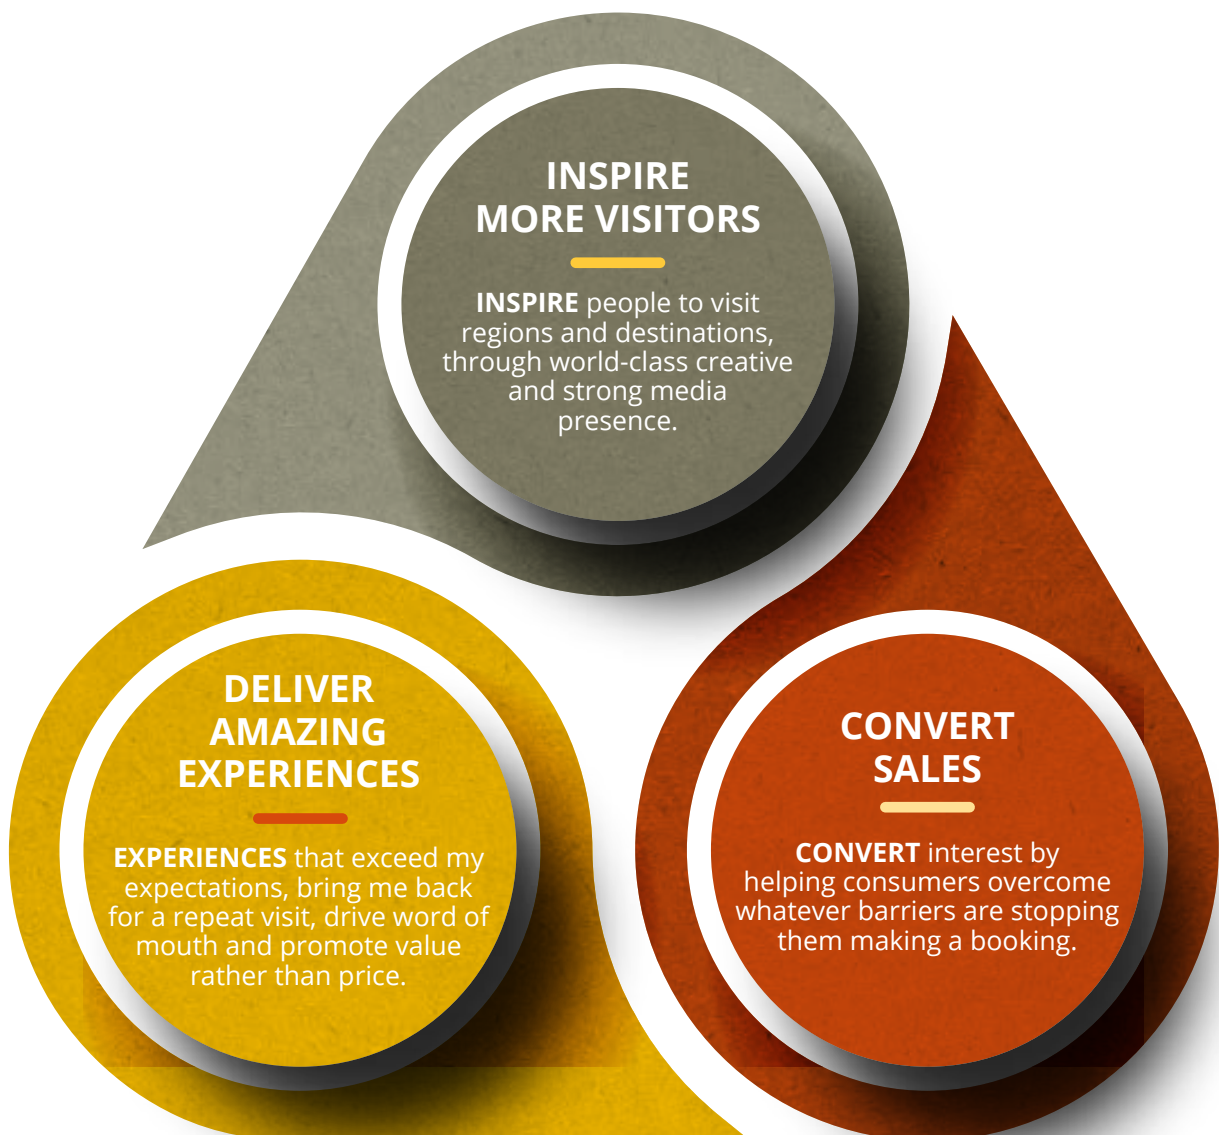 INSPIRE
MORE VISITORS
INSPIRE people to visit
regions and destinations,
through world-class creative
and strong media
presence.
DELIVER
AMAZING
EXPERIENCES
EXPERIENCES that exceed my
expectations, bring me back
for a repeat visit, drive word of
mouth and promote value
rather than price.
CONVERT
SALES
CONVERT interest by
helping consumers overcome
whatever barriers are stopping
them making a booking.